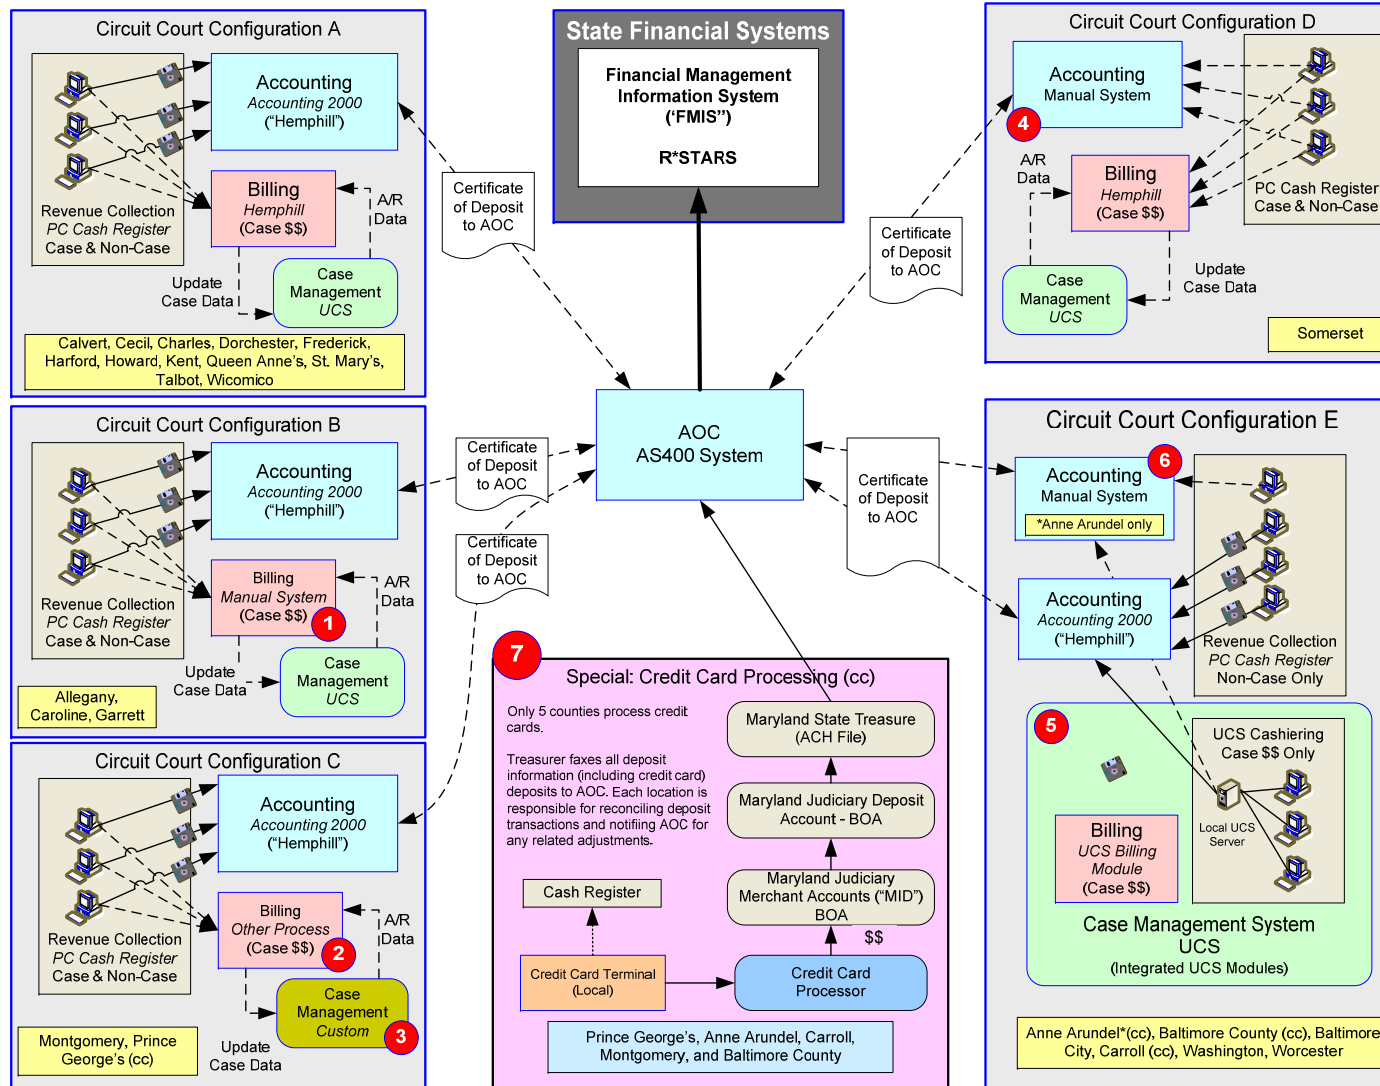 Circuit Court Configuration A
Accounting
Accounting 2000
(“Hemphill”)
Billing
Hemphill
(Case $$)
A/R
Data
Revenue Collection
PC Cash Register
Case & Non-Case
Update
Case Data
Case
Management
UCS
Calvert, Cecil, Charles, Dorchester, Frederick,
Harford, Howard, Kent, Queen Anne’s, St. Mary’s,
Talbot, Wicomico
Certificate
of Deposit
to AOC
State Financial Systems
Financial Management
Information System
(‘FMIS”)
R*STARS
Certificate
of Deposit
to AOC
Circuit Court Configuration D
Accounting
Manual System
4
A/R
Data
Billing
Hemphill
(Case $$)
PC Cash Register
Case & Non-Case
Case
Management
UCS
Update
Case Data
Somerset
Circuit Court Configuration B
Accounting
Accounting 2000
(“Hemphill”)
Billing
Manual System
(Case $$)
1
A/R
Data
Revenue Collection
PC Cash Register
Case & Non-Case
Update
Case Data
Case
Management
UCS
Allegany,
Caroline, Garrett
Certificate
of Deposit
to AOC
Certificate
of Deposit
to AOC
AOC
AS400 System
Certificate
of Deposit
to AOC
Circuit Court Configuration C
Accounting
Accounting 2000
(“Hemphill”)
Billing
Other Process
(Case $$)
2
A/R
Data
Revenue Collection
PC Cash Register
Case & Non-Case
Case
Management
Custom
3
Update
Case Data
Montgomery, Prince
George’s (cc)
7
Special: Credit Card Processing (cc)
Only 5 counties process credit
cards.
Treasurer faxes all deposit
information (including credit card)
deposits to AOC. Each location is
responsible for reconciling deposit
transactions and notifiing AOC for
any related adjustments.
Maryland State Treasure
(ACH File)
Maryland Judiciary Deposit
Account - BOA
Maryland Judiciary
Merchant Accounts (“MID”)
BOA
$$
Cash Register
Credit Card Terminal
(Local)
Credit Card
Processor
Prince George’s, Anne Arundel, Carroll,
Montgomery, and Baltimore County
Circuit Court Configuration E
6
Accounting
Manual System
*Anne Arundel only
Accounting
Accounting 2000
(“Hemphill”)
Revenue Collection
PC Cash Register
Non-Case Only
5
UCS Cashiering
Case $$ Only
Local UCS
Server
Billing
UCS Billing
Module
(Case $$)
Case Management System
UCS
(Integrated UCS Modules)
Anne Arundel*(cc), Baltimore County (cc), Baltimore
City, Carroll (cc), Washington, Worcester